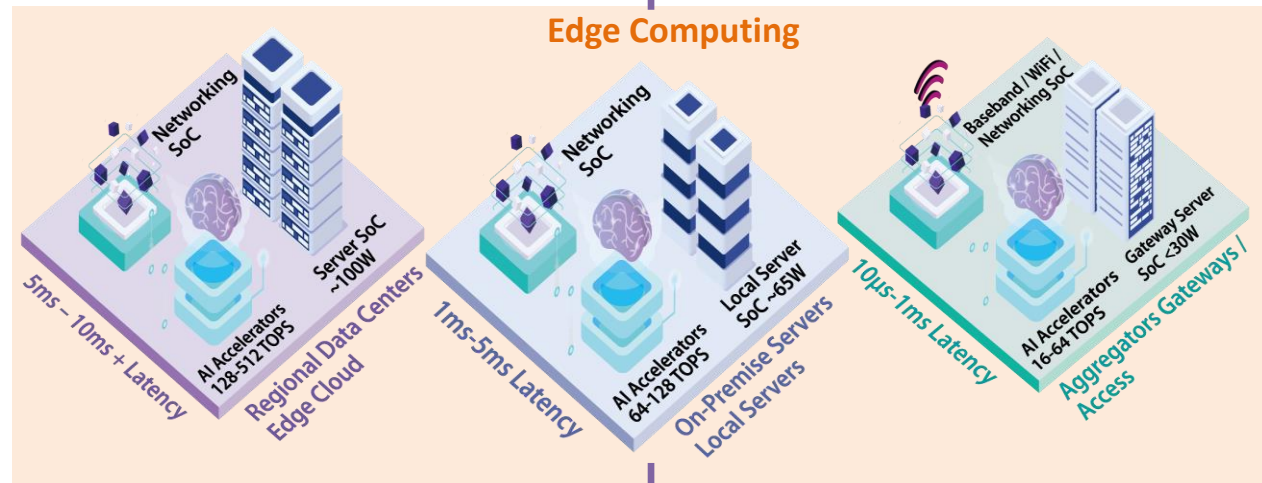 Edge Computing
Networking
SoC
Server SoC
~100W
AI Accelerators
128-512 TOPS
5ms – 10ms + Latency
Regional Data Centers
Edge Cloud
Networking
SoC
Local Server
SoC ~65W
AI Accelerators
64-128 TOPS
1ms-5ms Latency
On-Premise Servers
Local Servers
Baseband / WiFi /
Networking SoC
Gateway Server
SoC <30W
AI Accelerators
16-64 TOPS
10μs-1ms Latency
Aggregators Gateways /
Access